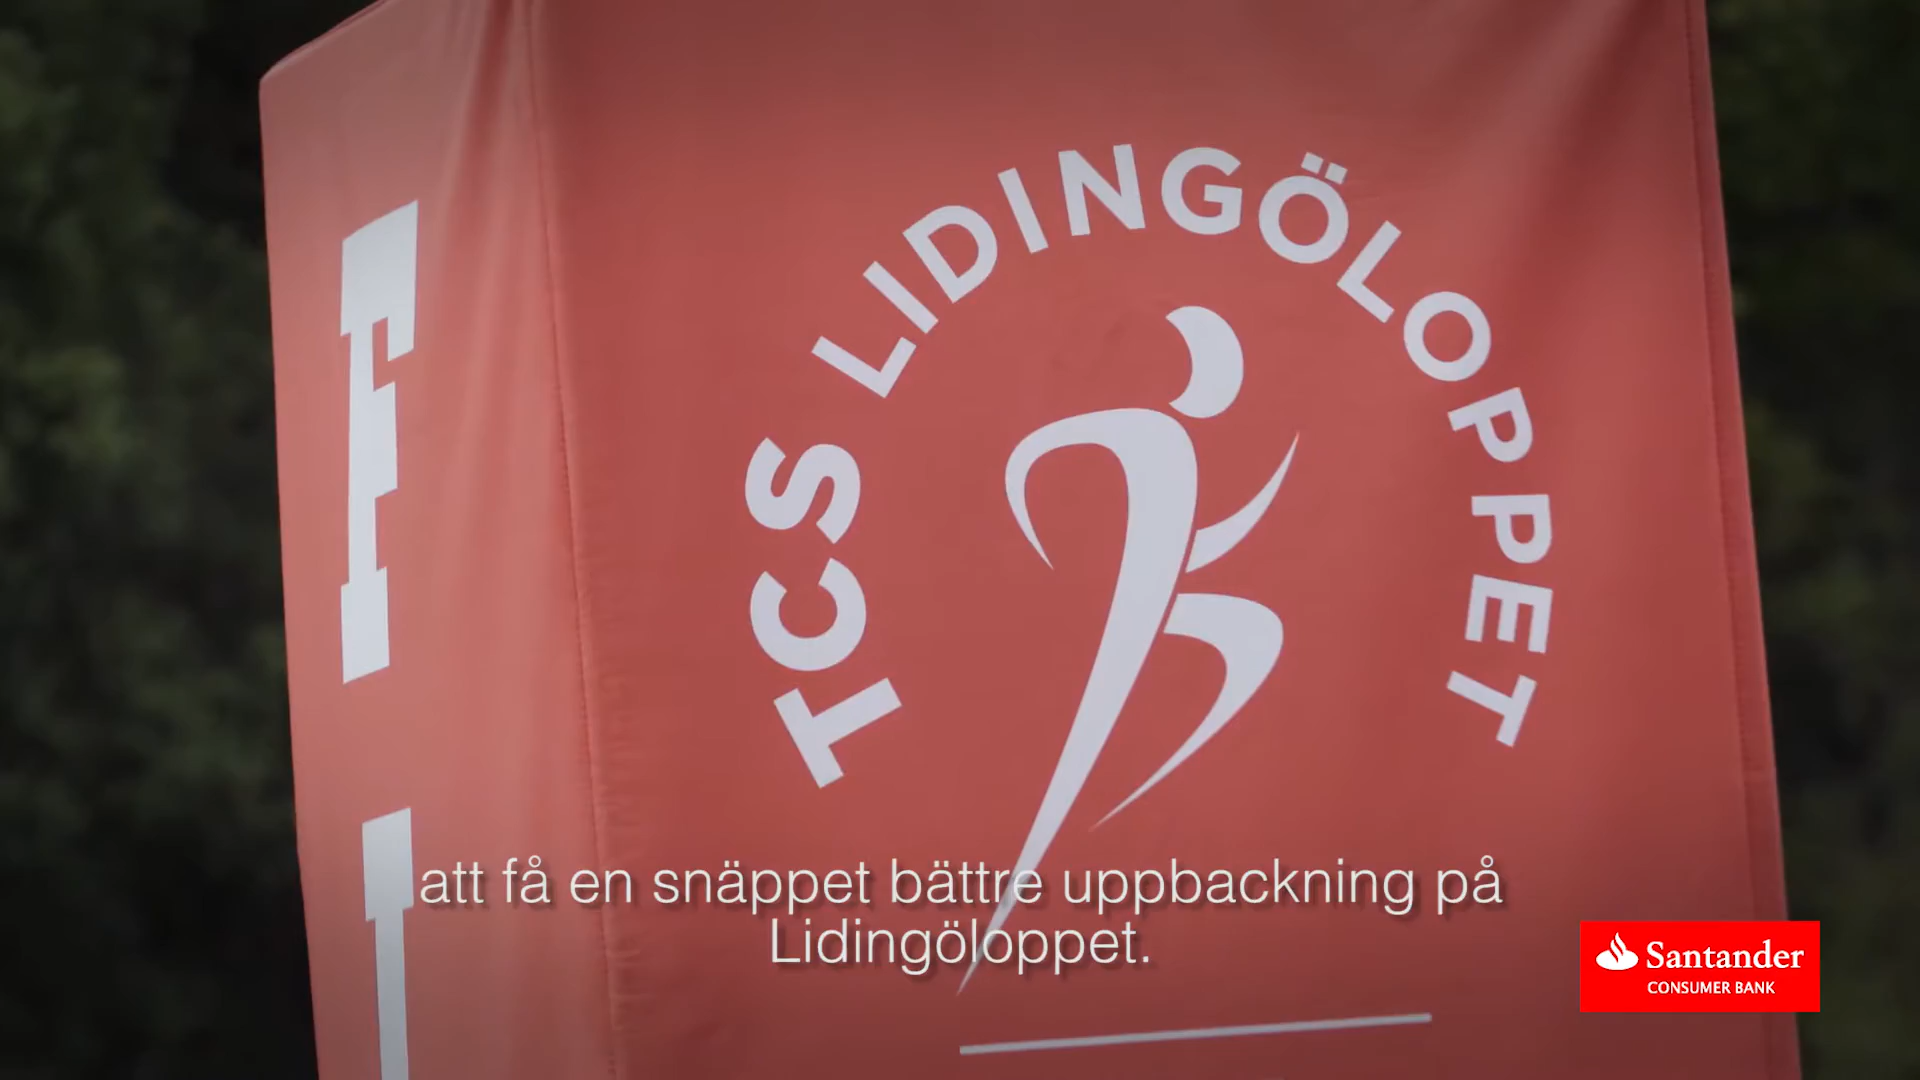 TCS LIDINGÖLOPPET
F
att få en snäppet bättre uppbackning på
Lidingöloppet.
Santander
CONSUMER BANK